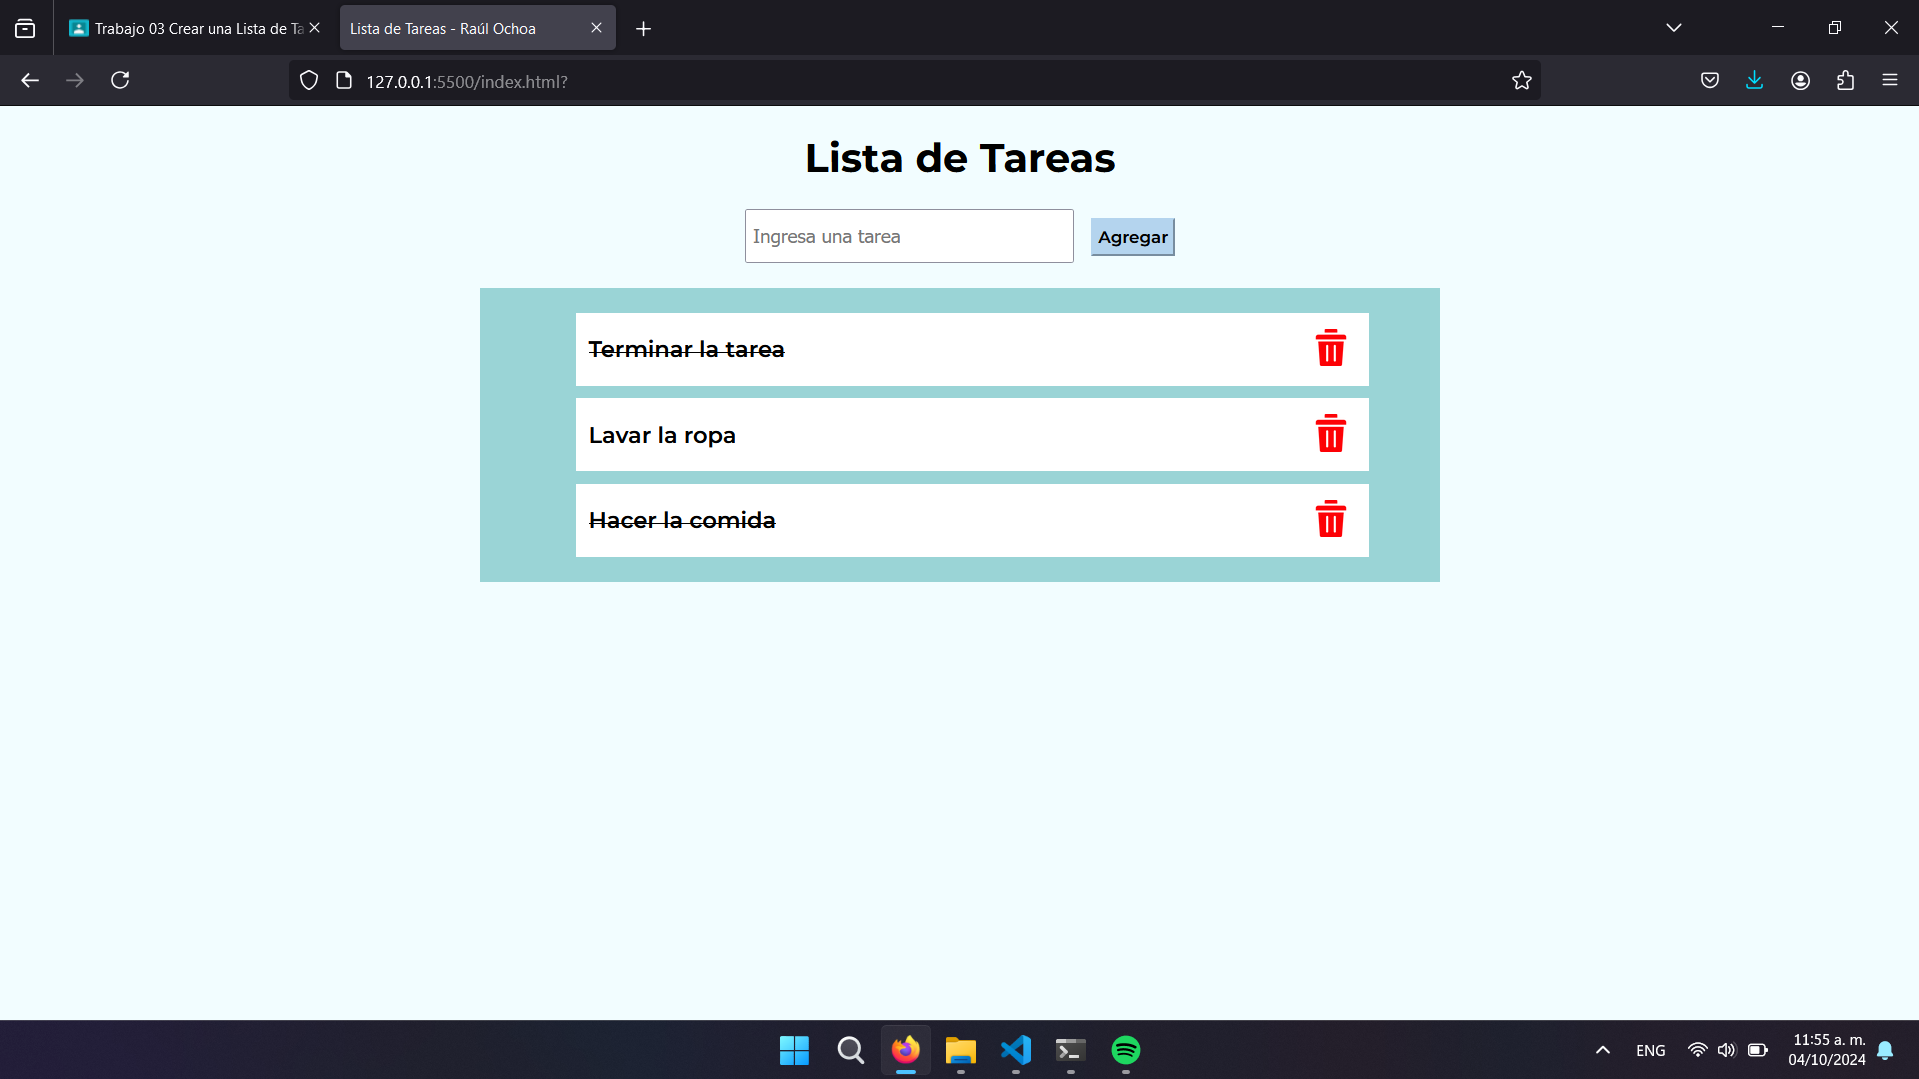 Trabajo 03 Crear una Lista de Ta
Lista de Tareas - Raúl Ochoa
127.0.0.1:5500/index.html?
Lista de Tareas
Ingresa una tarea
Agregar
Terminar la tarea
Lavar la ropa
Hacer la comida
ENG
11:55 a. m.
04/10/2024